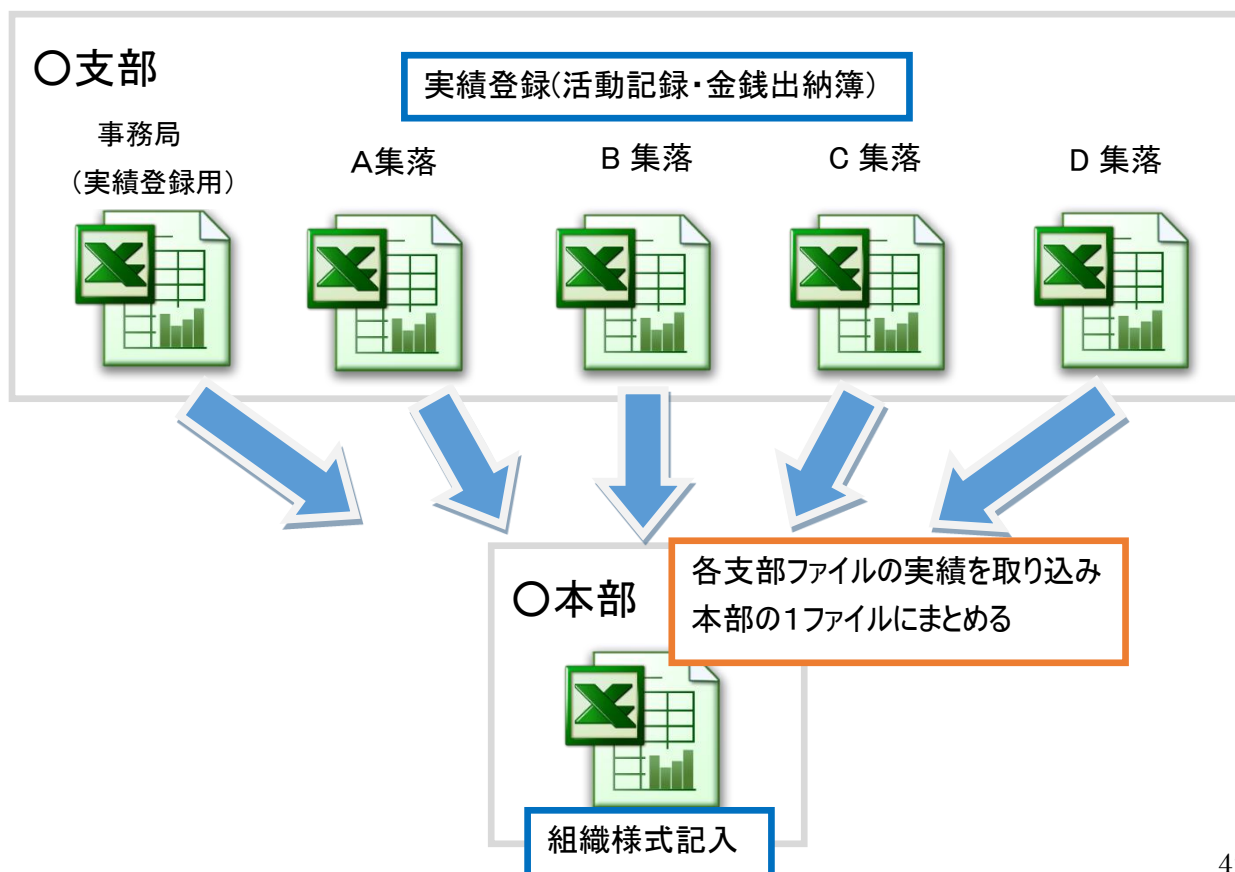 ○支部
実績登録(活動記録・金銭出納簿)
事務局
(実績登録用)
A集落
B 集落
C 集落
D 集落
○本部
各支部ファイルの実績を取り込み
本部の1ファイルにまとめる
組織様式記入
4